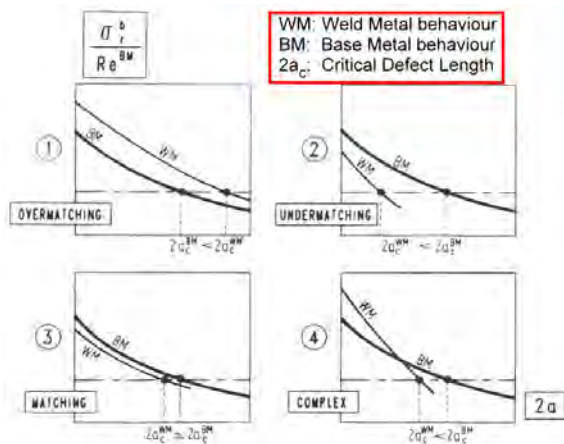 σ_r^b
Re^BM
WM: Weld Metal behaviour
BM: Base Metal behaviour
2a_c: Critical Defect Length
1
BM
WM
OVERMATCHING
2a_c^BM < 2a_c^WM
2
WM
BM
UNDERMATCHING
2a_c^WM < 2a_c^BM
3
BM
WM
MATCHING
2a_c^WM ≃ 2a_c^BM
4
WM
BM
COMPLEX
2a_c^WM < 2a_c^BM
2a